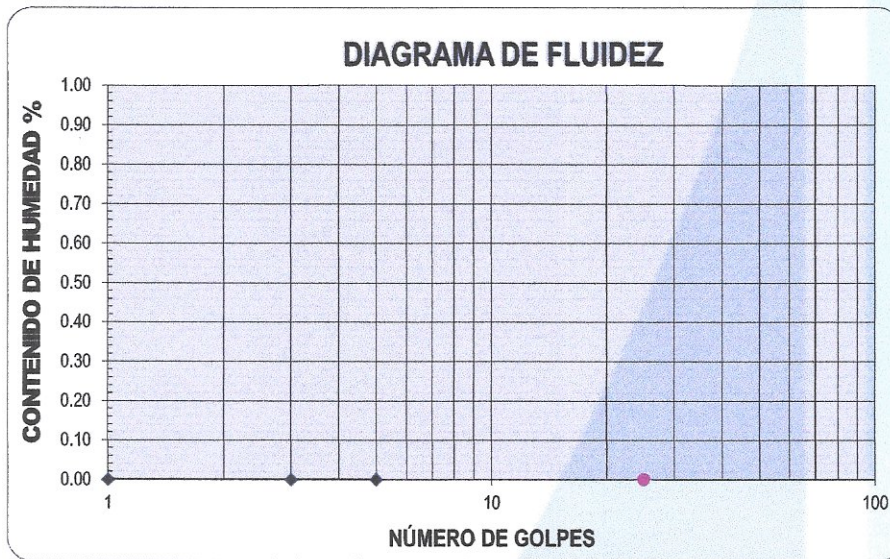 DIAGRAMA DE FLUIDEZ
CONTENIDO DE HUMEDAD %
1.00
0.90
0.80
0.70
0.60
0.50
0.40
0.30
0.20
0.10
0.00
1 10 100
NÚMERO DE GOLPES